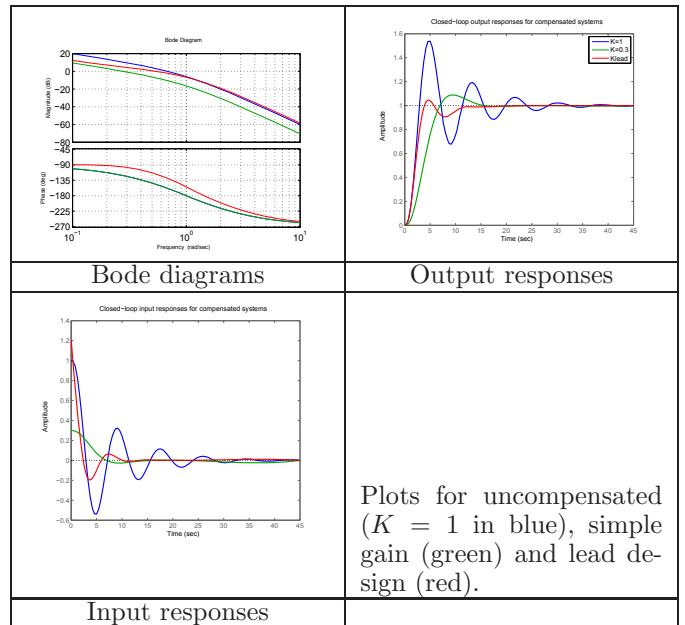 Bode Diagram
Magnitude (dB)
20
0
−20
−40
−60
−80
Phase (deg)
−45
−90
−135
−180
−225
−270
10−1
100
101
Frequency (rad/sec)
Bode diagrams
Closed−loop output responses for compensated systems
K=1
K=0.3
Klead
Amplitude
1.6
1.4
1.2
1
0.8
0.6
0.4
0.2
0
0 5 10 15 20 25 30 35 40 45
Time (sec)
Output responses
Closed−loop input responses for compensated systems
Amplitude
1.4
1.2
1
0.8
0.6
0.4
0.2
0
−0.2
−0.4
−0.6
0 5 10 15 20 25 30 35 40 45
Time (sec)
Input responses
Plots for uncompensated
(K = 1 in blue), simple
gain (green) and lead de-
sign (red).